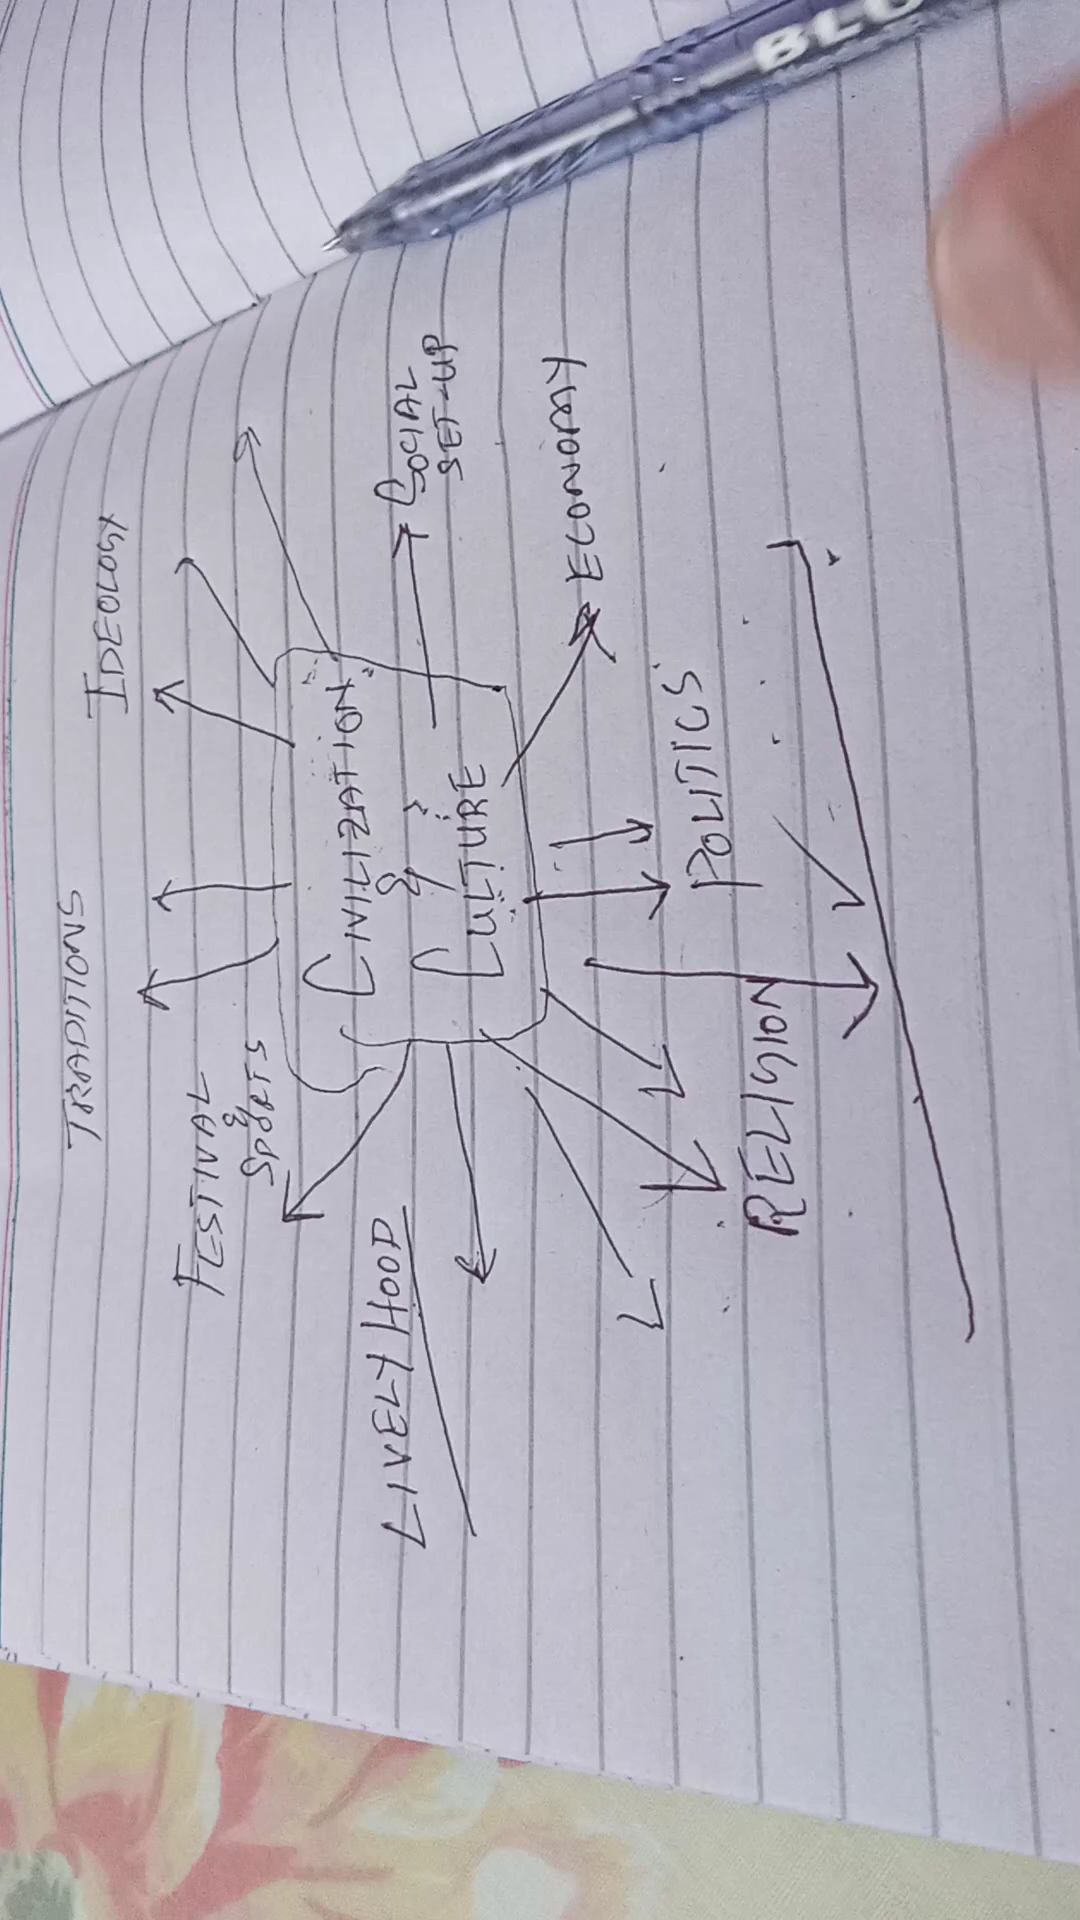 BLU
IDEOLOGY
TRADITIONS
FESTIVAL
&
SPORTS
SOCIAL
SET-UP
CIVILIZATION
&
CULTURE
LIVELYHOOD
ECONOMY
POLITICS
RELIGION